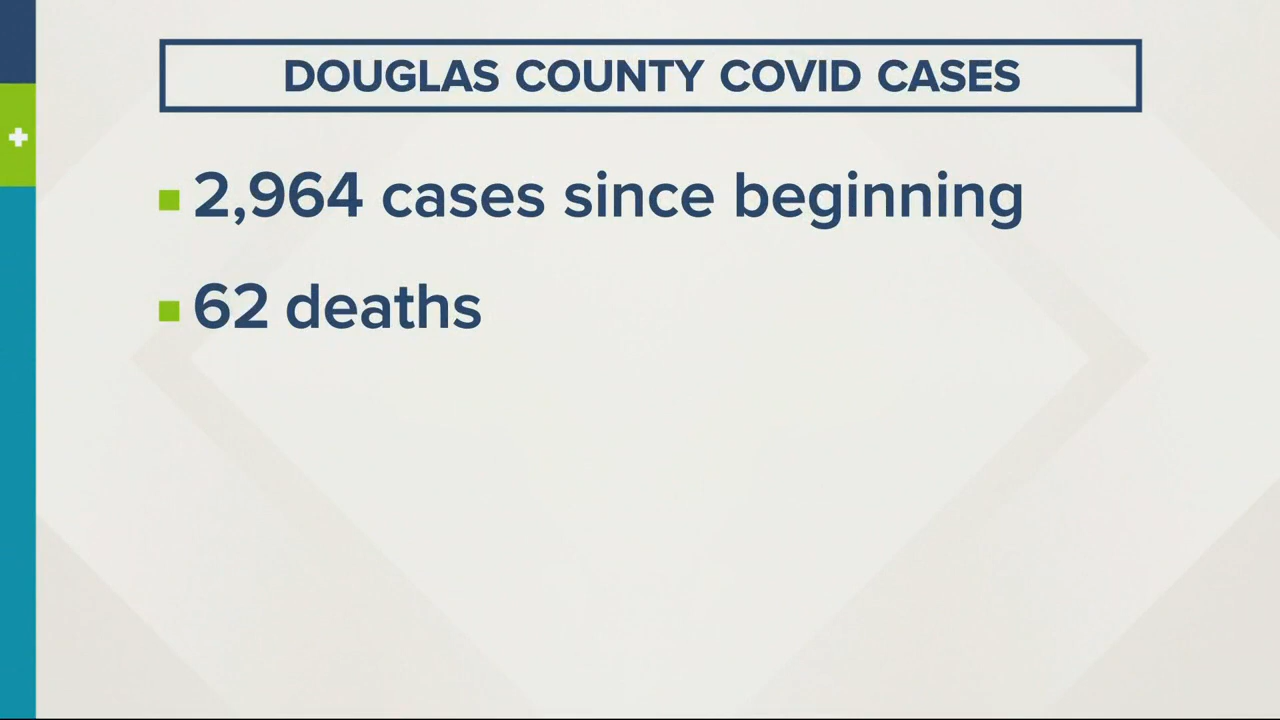 DOUGLAS COUNTY COVID CASES
2,964 cases since beginning
62 deaths